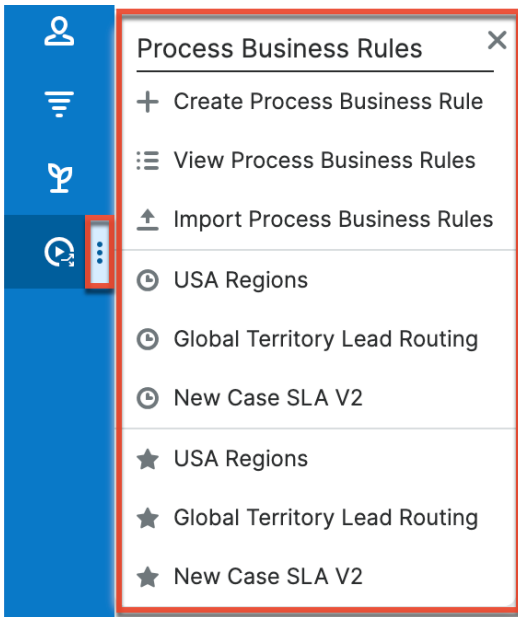 Process Business Rules
Create Process Business Rule
View Process Business Rules
Import Process Business Rules
USA Regions
Global Territory Lead Routing
New Case SLA V2
USA Regions
Global Territory Lead Routing
New Case SLA V2